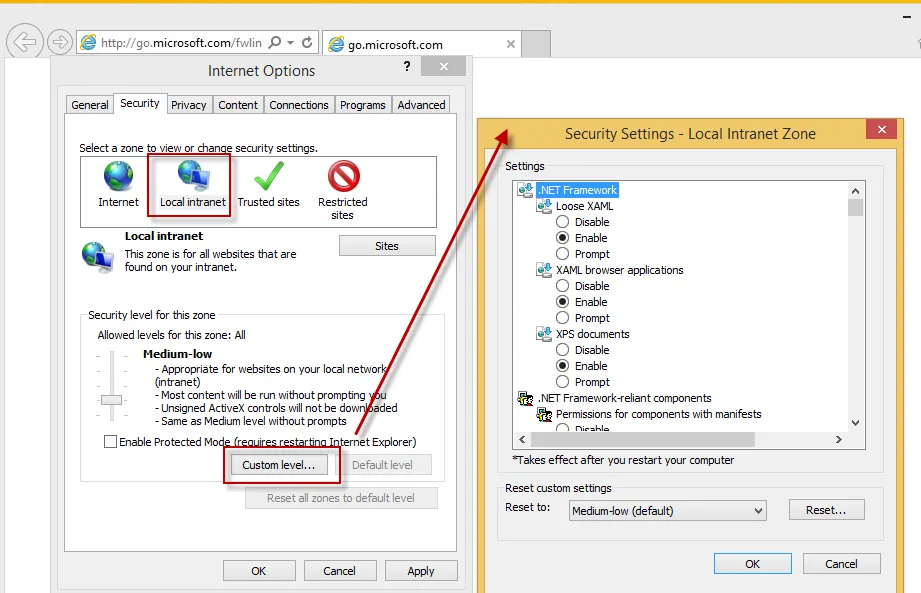 http://go.microsoft.com/fwlin
go.microsoft.com
Internet Options
?
General Security Privacy Content Connections Programs Advanced
Select a zone to view or change security settings.
Internet Local intranet Trusted sites Restricted
sites
Local intranet
This zone is for all websites that are
found on your intranet.
Sites
Security level for this zone
Allowed levels for this zone: All
Medium-low
- Appropriate for websites on your local network
(intranet)
- Most content will be run without prompting you
- Unsigned ActiveX controls will not be downloaded
- Same as Medium level without prompts
Enable Protected Mode (requires restarting Internet Explorer)
Custom level... Default level
Reset all zones to default level
OK Cancel Apply
Security Settings - Local Intranet Zone
Settings
.NET Framework
Loose XAML
Disable
Enable
Prompt
XAML browser applications
Disable
Enable
Prompt
XPS documents
Disable
Enable
Prompt
.NET Framework-reliant components
Permissions for components with manifests
Disable
*Takes effect after you restart your computer
Reset custom settings
Reset to: Medium-low (default) Reset...
OK Cancel